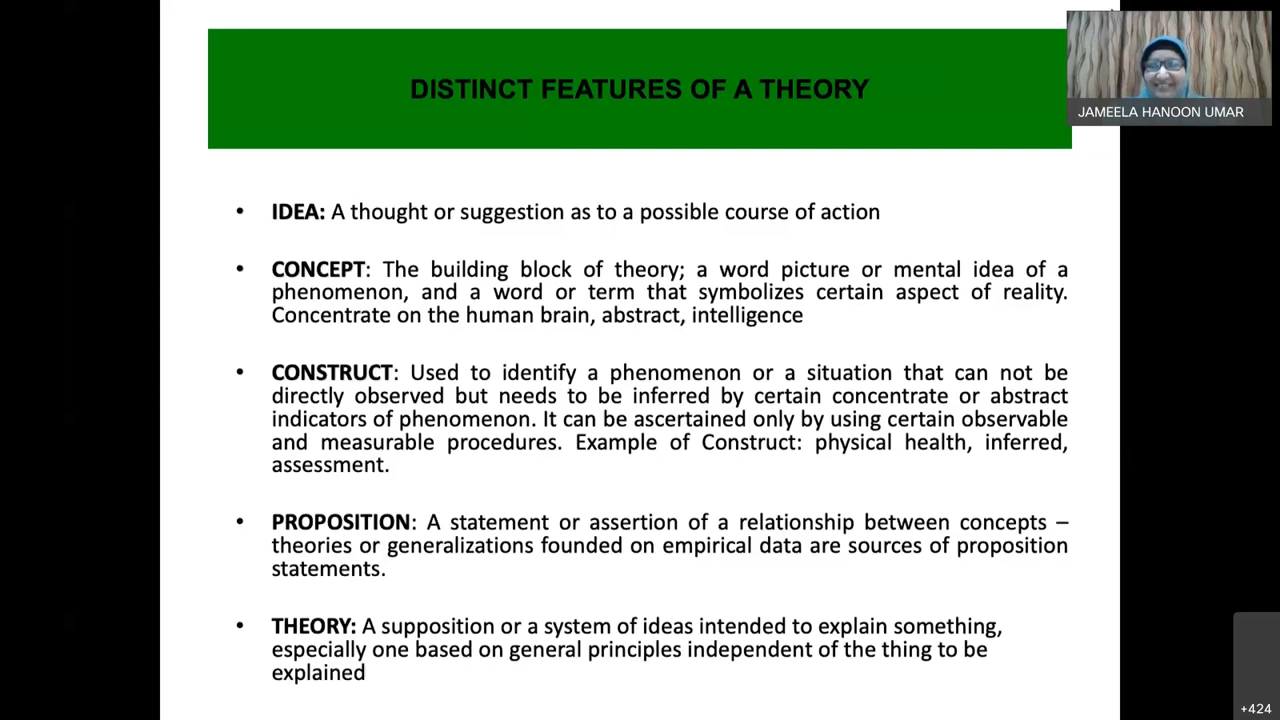 DISTINCT FEATURES OF A THEORY
JAMEELA HANOON UMAR
• IDEA: A thought or suggestion as to a possible course of action
• CONCEPT: The building block of theory; a word picture or mental idea of a
phenomenon, and a word or term that symbolizes certain aspect of reality.
Concentrate on the human brain, abstract, intelligence
• CONSTRUCT: Used to identify a phenomenon or a situation that can not be
directly observed but needs to be inferred by certain concentrate or abstract
indicators of phenomenon. It can be ascertained only by using certain observable
and measurable procedures. Example of Construct: physical health, inferred,
assessment.
• PROPOSITION: A statement or assertion of a relationship between concepts –
theories or generalizations founded on empirical data are sources of proposition
statements.
• THEORY: A supposition or a system of ideas intended to explain something,
especially one based on general principles independent of the thing to be
explained
+424